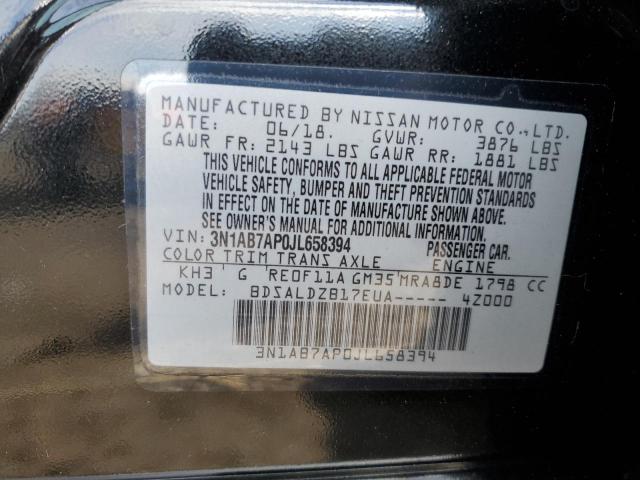 MANUFACTURED BY NISSAN MOTOR CO.,LTD.
DATE: 06/18. GVWR: 3876 LBS
GAWR FR: 2143 LBS GAWR RR: 1881 LBS
THIS VEHICLE CONFORMS TO ALL APPLICABLE FEDERAL MOTOR
VEHICLE SAFETY, BUMPER AND THEFT PREVENTION STANDARDS
IN EFFECT ON THE DATE OF MANUFACTURE SHOWN ABOVE.
SEE OWNER'S MANUAL FOR ADDITIONAL INFORMATION.
VIN: 3N1AB7AP0JL658394 PASSENGER CAR.
COLOR TRIM TRANS AXLE ENGINE
KH3 G RE0F11A GM35 MRA8DE 1798 CC
BDSALDZB17EUA----- 4Z000
3N1AB7AP0JL658394